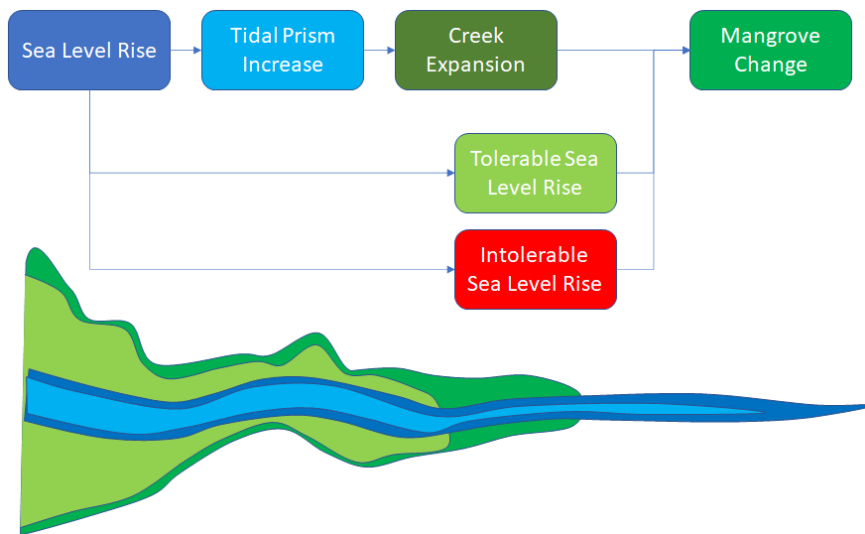 Sea Level Rise
Tidal Prism
Increase
Creek
Expansion
Mangrove
Change
Tolerable Sea
Level Rise
Intolerable
Sea Level Rise